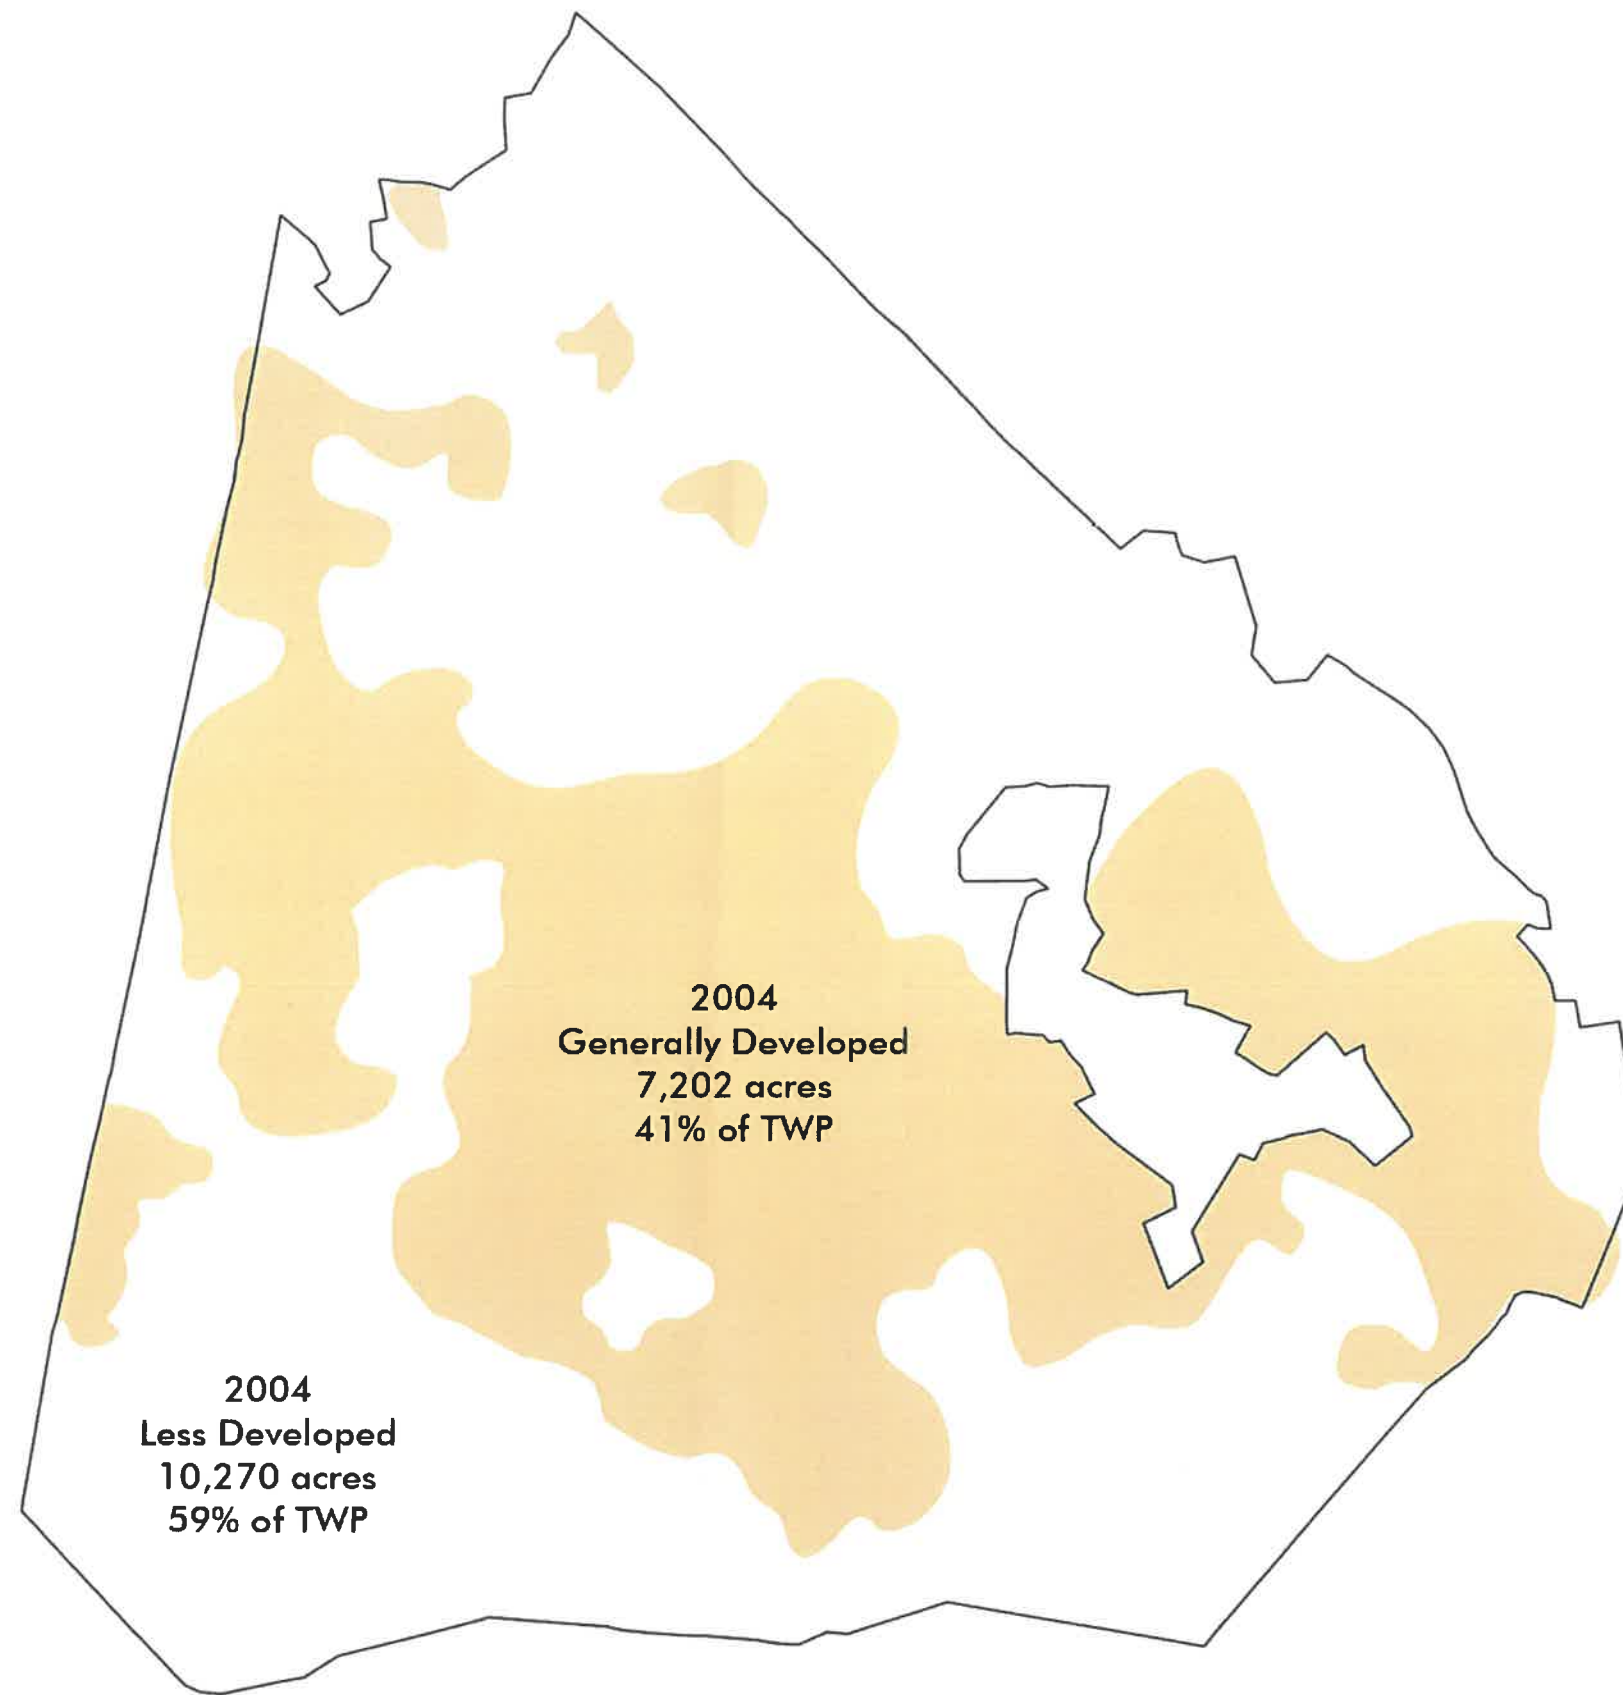 2004
Generally Developed
7,202 acres
41% of TWP
2004
Less Developed
10,270 acres
59% of TWP